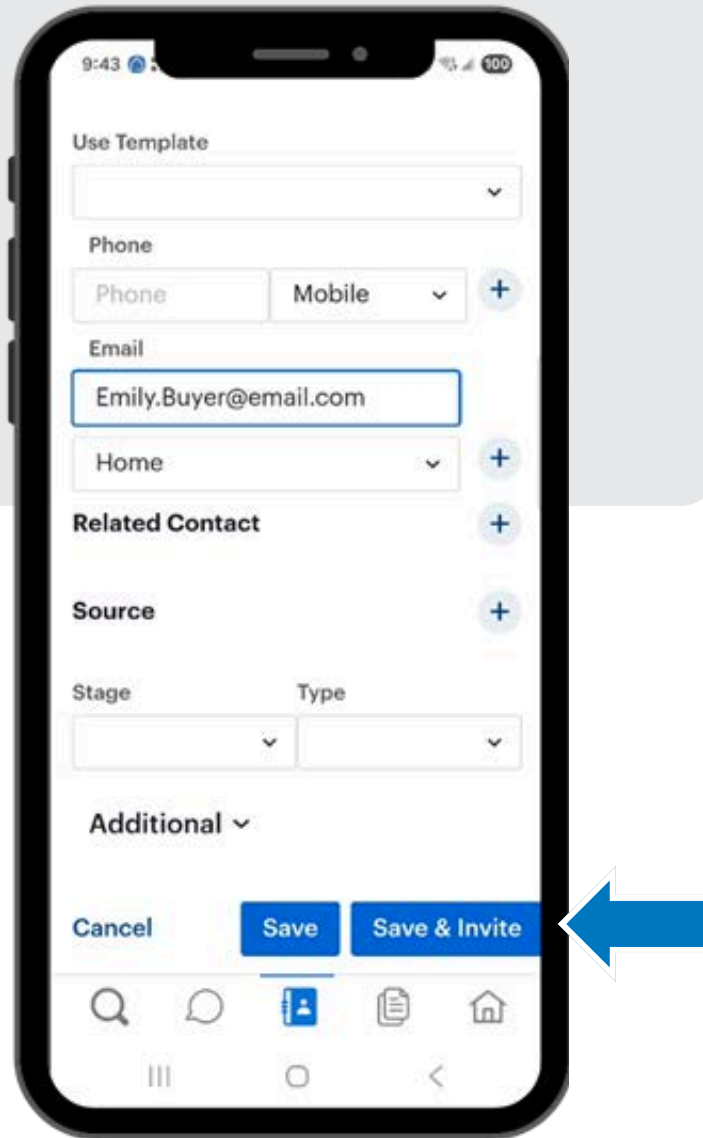 9:43
100
Use Template
Phone
Phone Mobile
Email
Emily.Buyer@email.com
Home
Related Contact
Source
Stage Type
Additional
Cancel Save Save & Invite